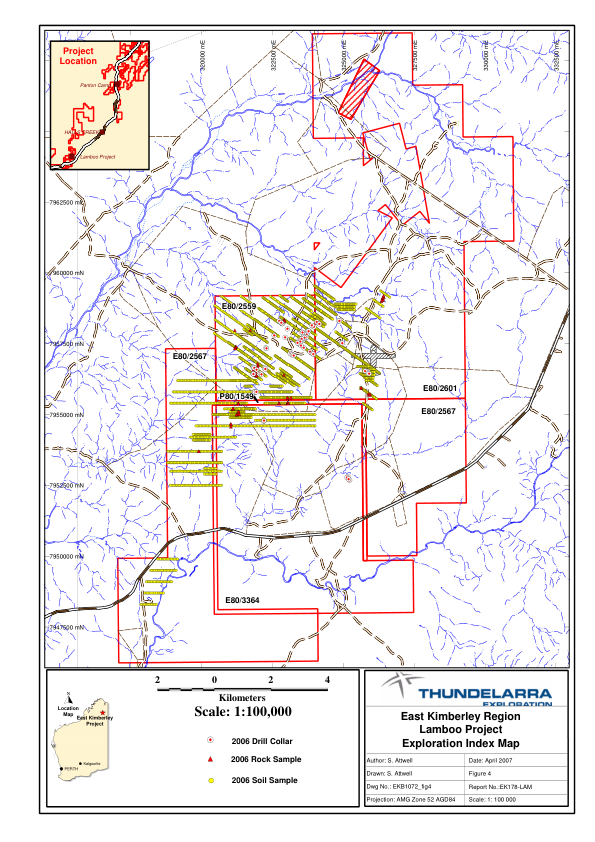 Project
Location
Panton Camp
HALLS CREEK
Lamboo Project
320000 mE
322500 mE
325000 mE
327500 mE
330000 mE
332500 mE
7962500 mN
7960000 mN
7957500 mN
7955000 mN
7952500 mN
7950000 mN
7947500 mN
E80/2559
E80/2567
P80/1549
E80/2601
E80/2567
E80/3364
2 0 2 4
Kilometers
Scale: 1:100,000
Location
Map
East Kimberley
Project
Kalgoorlie
PERTH
2006 Drill Collar
2006 Rock Sample
2006 Soil Sample
THUNDELARRA
EXPLORATION
East Kimberley Region
Lamboo Project
Exploration Index Map
Author: S. Attwell
Date: April 2007
Drawn: S. Attwell
Figure 4
Dwg No.: EKB1072_fig4
Report No.:EK178-LAM
Projection: AMG Zone 52 AGD84
Scale: 1: 100 000